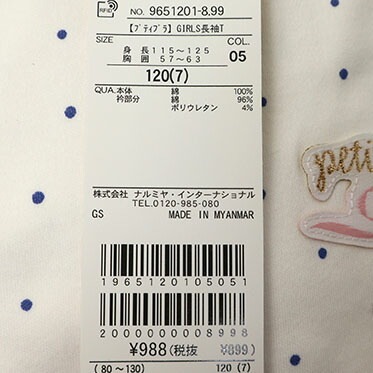 RFID NO. 9651201-8.99
【プティプラ】GIRLS長袖T
SIZE COL.
身 長 115〜125 05
胸 囲 57〜63
120(7)
QUA. 本体 綿 100%
衿部分 綿 96%
ポリウレタン 4%
株式会社 ナルミヤ・インターナショナル
TEL.0120-985-080
GS MADE IN MYANMAR
1965120105051
2000000008998
¥988(税抜 ¥899)
(80〜130) 120 (7)
peti